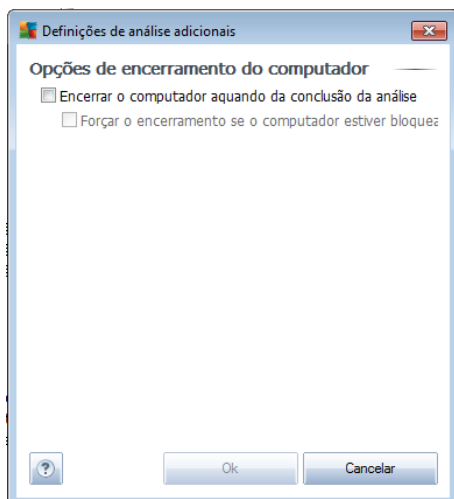 Definições de análise adicionais
Opções de encerramento do computador
Encerrar o computador aquando da conclusão da análise
Forçar o encerramento se o computador estiver bloquea
?
Ok
Cancelar